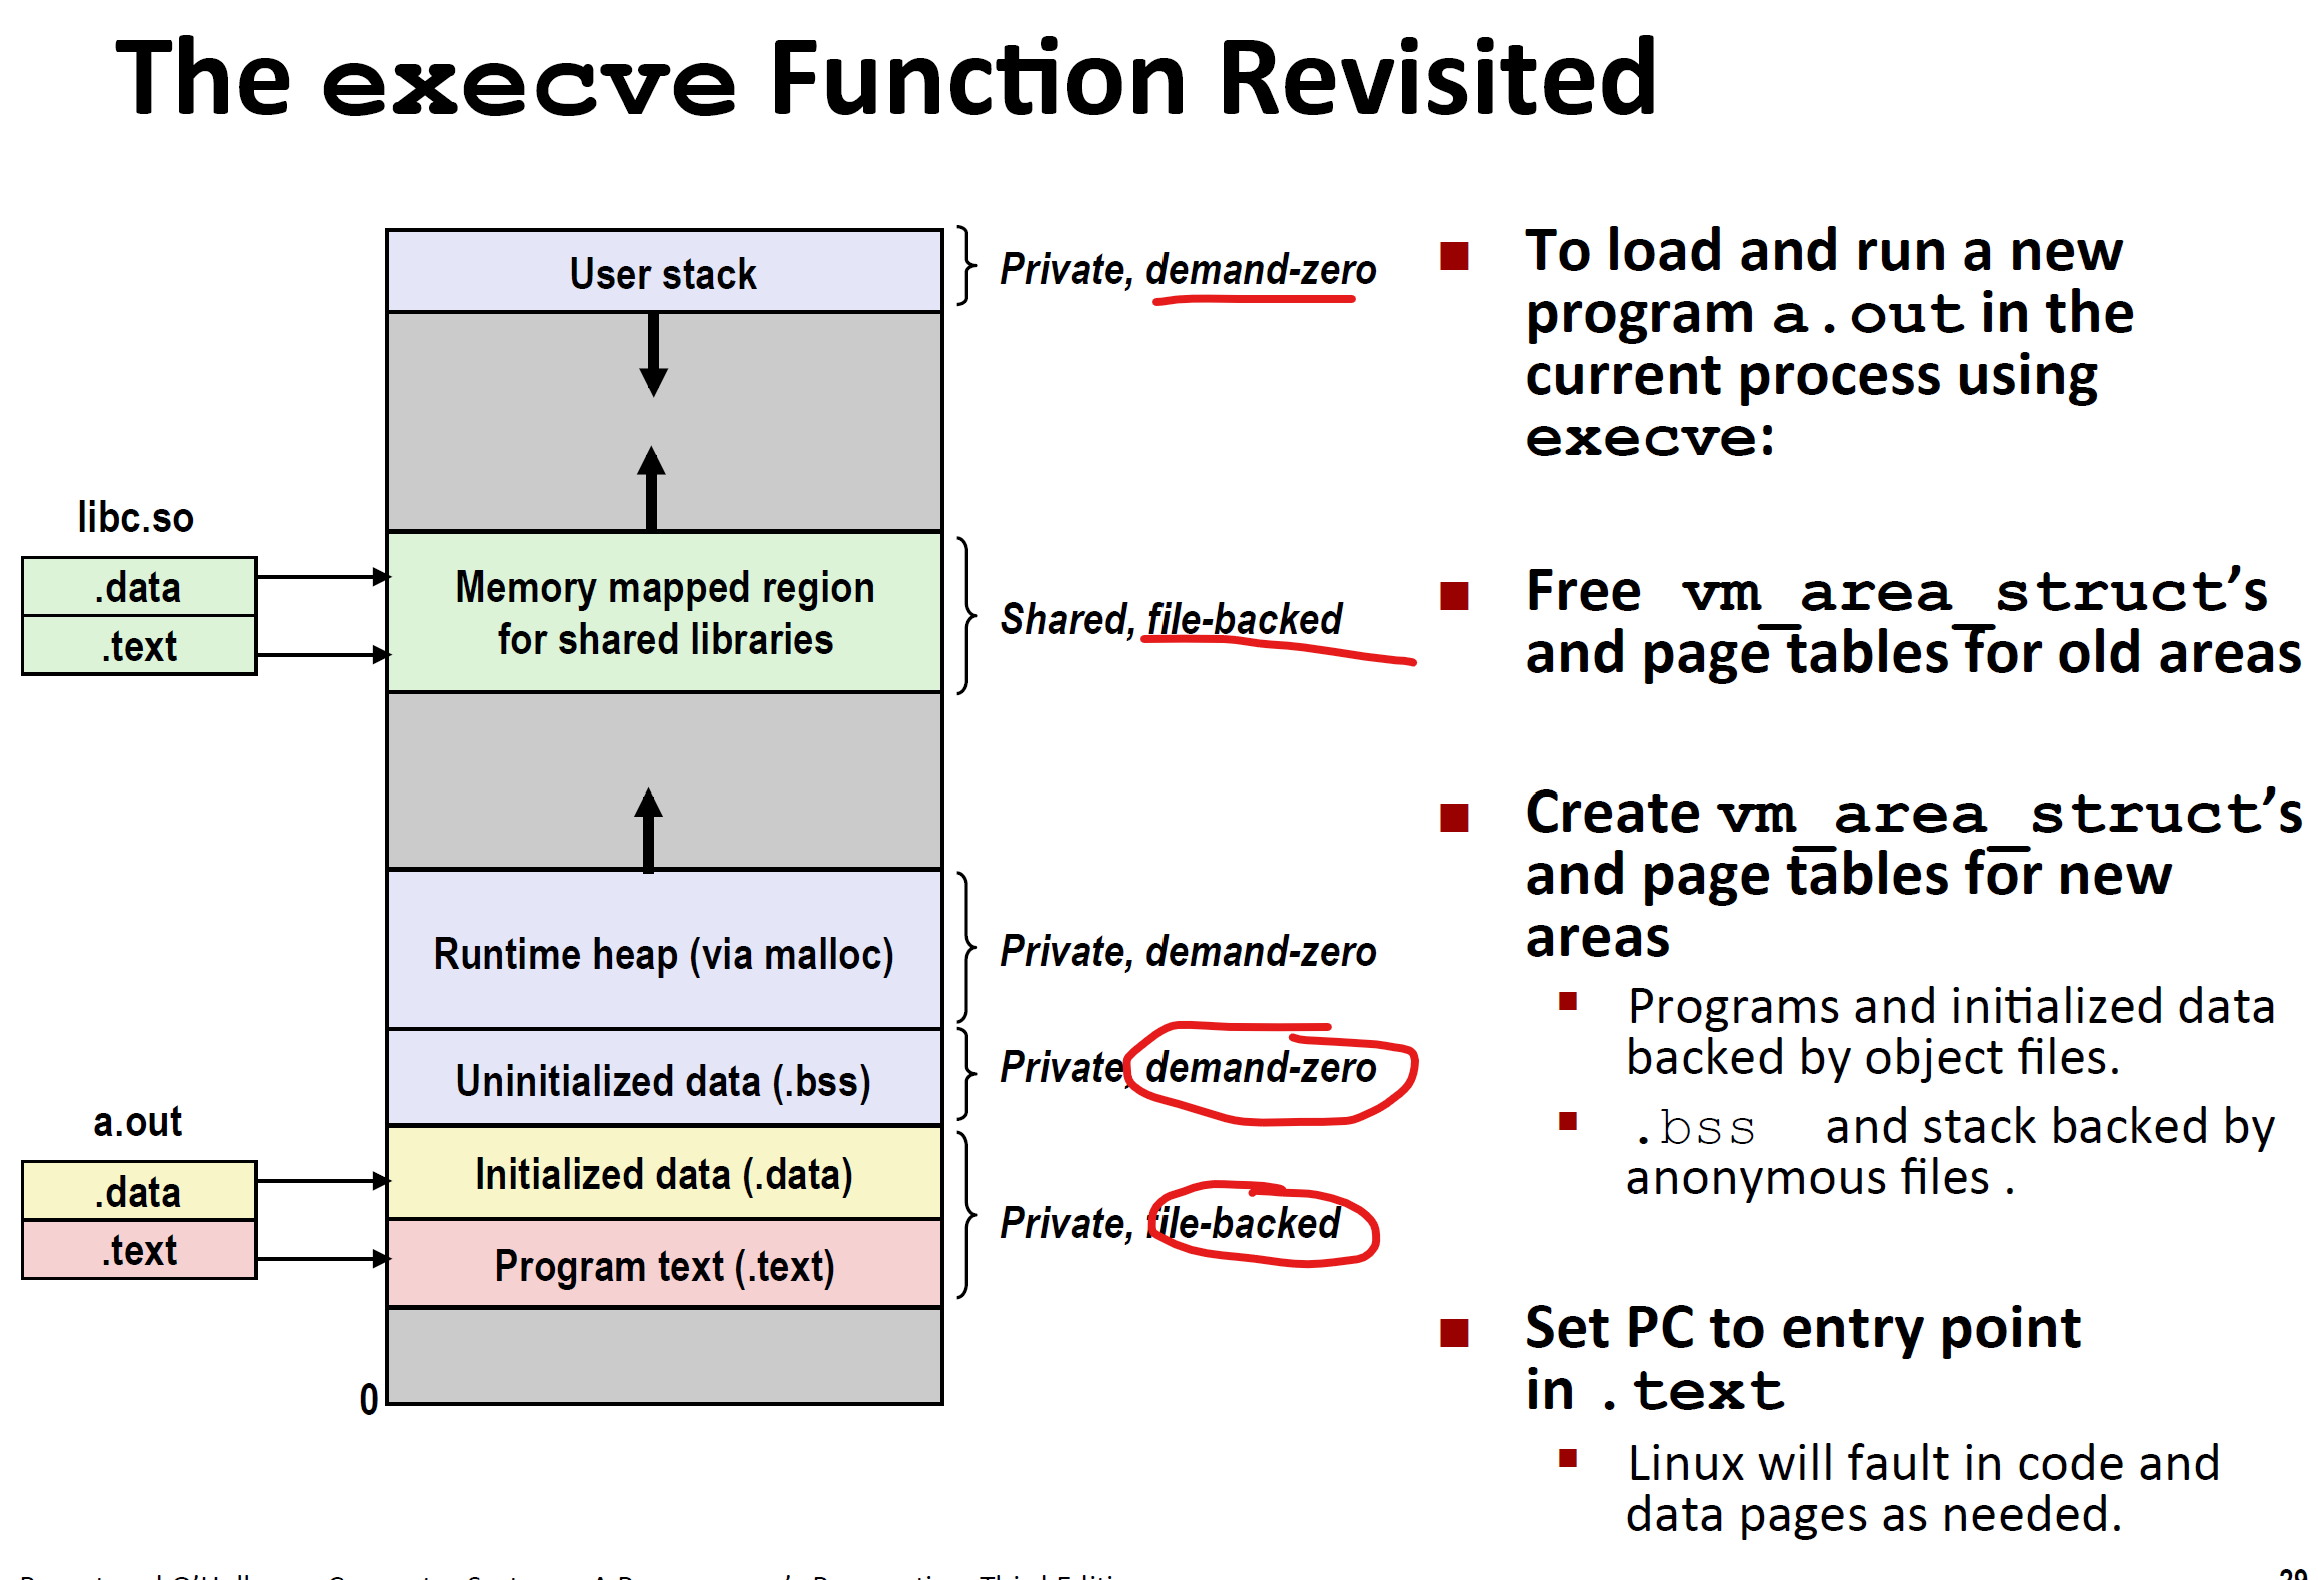 The execve Function Revisited
User stack
Private, demand-zero
libc.so
.data
.text
Memory mapped region
for shared libraries
Shared, file-backed
Runtime heap (via malloc)
Private, demand-zero
Uninitialized data (.bss)
Private, demand-zero
a.out
.data
.text
Initialized data (.data)
Program text (.text)
Private, file-backed
0
To load and run a new
program a.out in the
current process using
execve:
Free vm_area_struct’s
and page tables for old areas
Create vm_area_struct’s
and page tables for new
areas
Programs and initialized data
backed by object files.
.bss and stack backed by
anonymous files .
Set PC to entry point
in .text
Linux will fault in code and
data pages as needed.